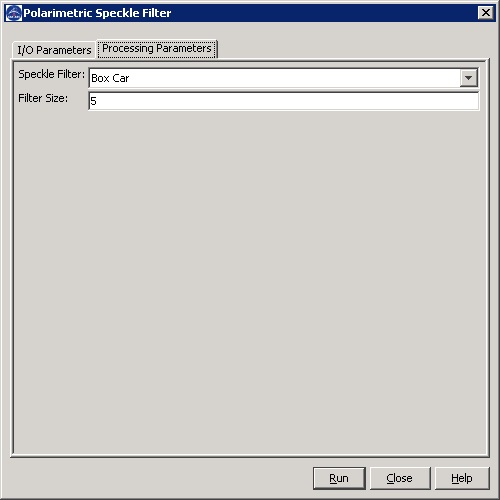 Polarimetric Speckle Filter
I/O Parameters Processing Parameters
Speckle Filter: Box Car
Filter Size: 5
Run Close Help